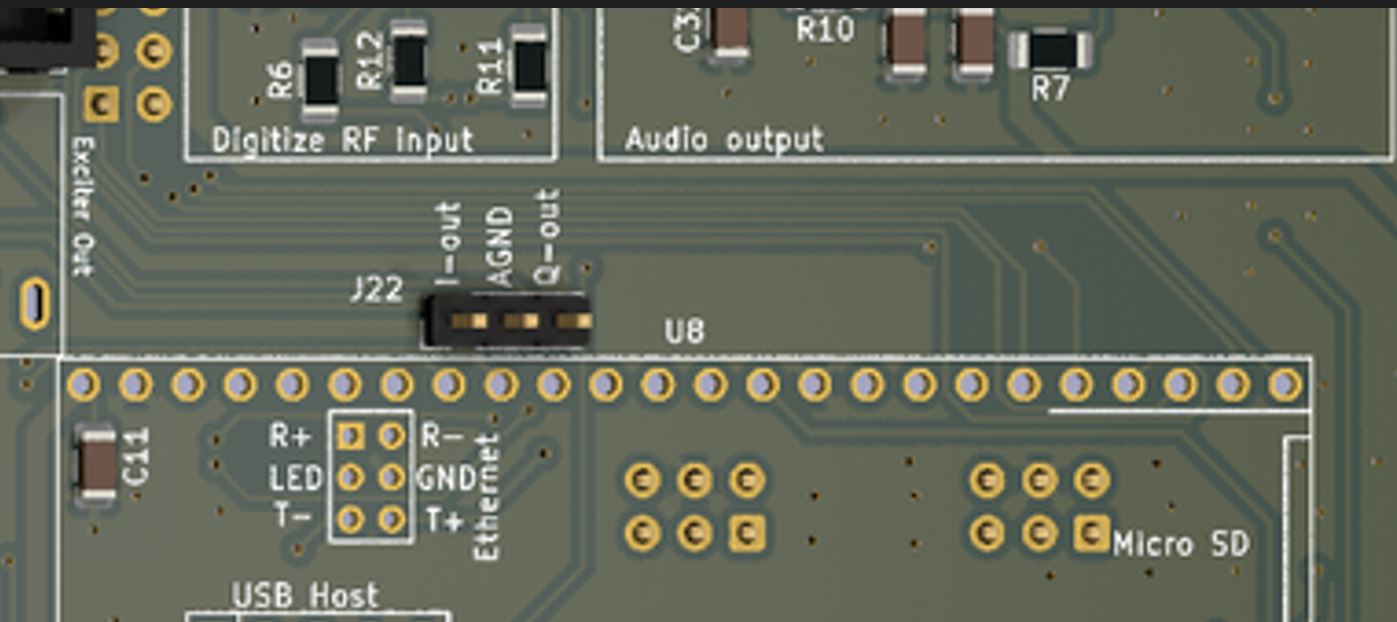 C3
R10
R6
R12
R11
R7
Digitize RF input
Audio output
Exciter Out
I-out
AGND
Q-out
J22
U8
C11
R+
R-
LED
GND
T-
T+
Ethernet
Micro SD
USB Host